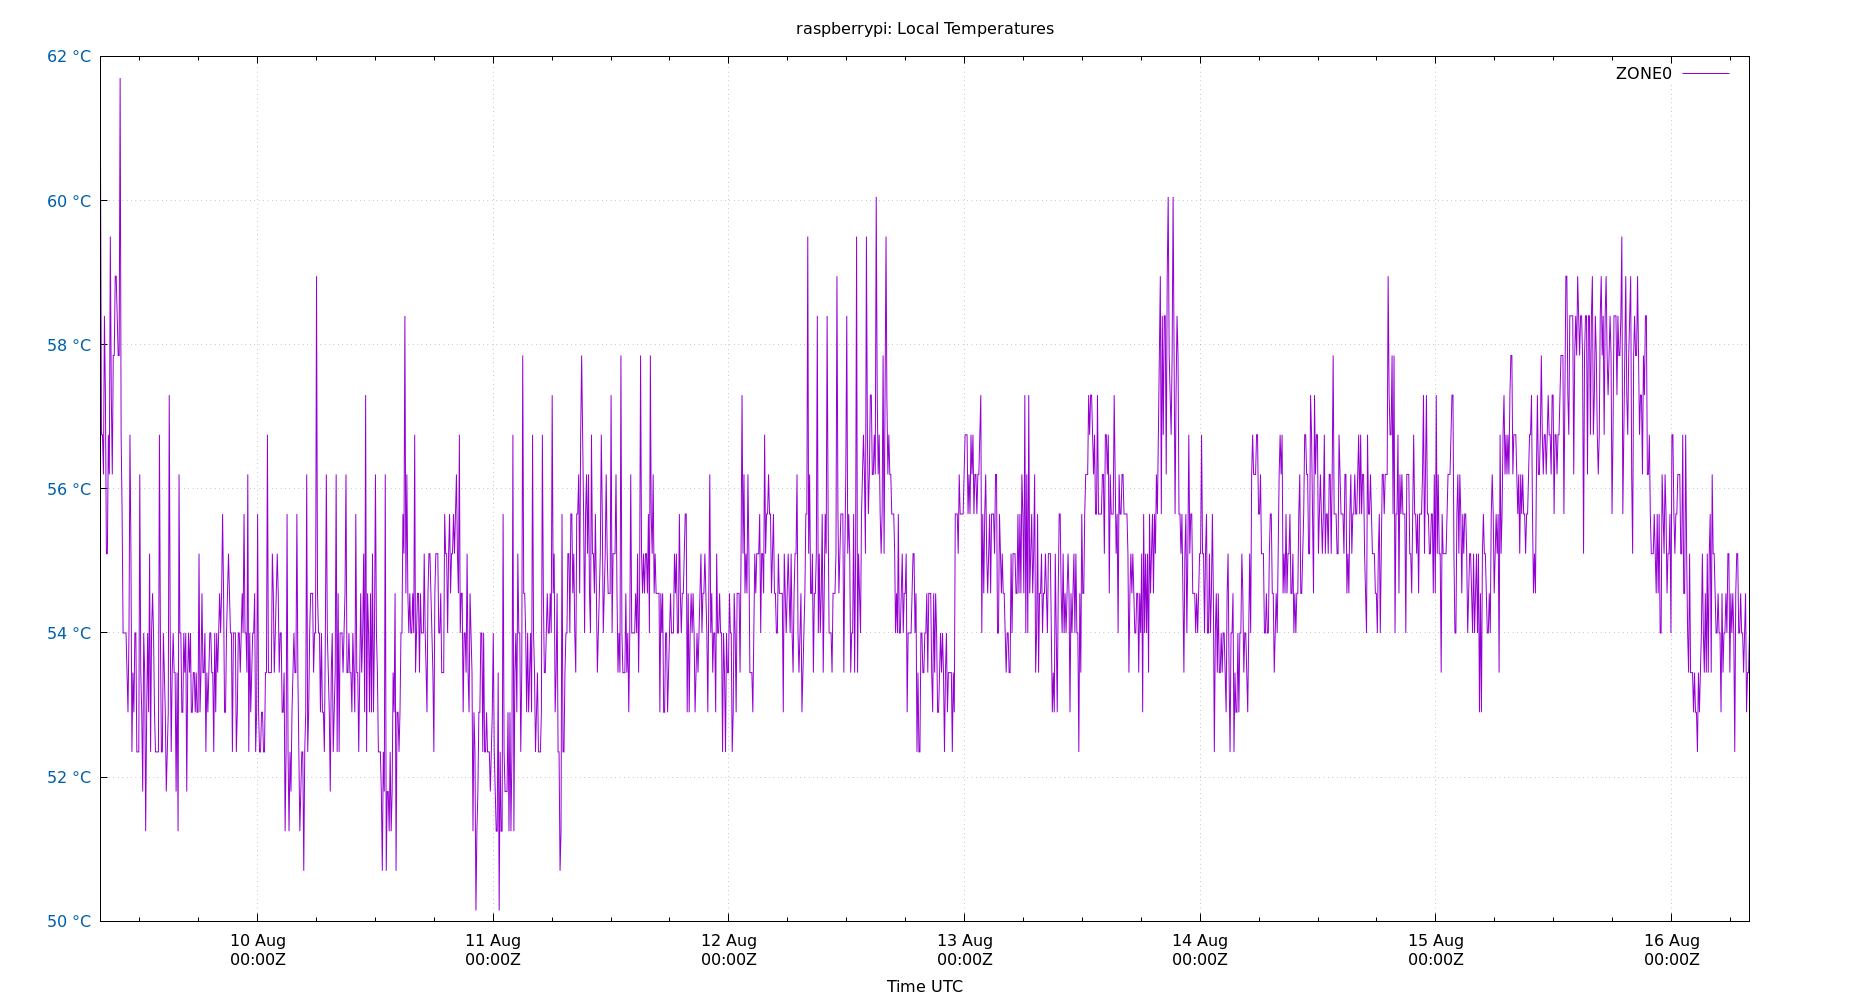 raspberrypi: Local Temperatures
62 °C
ZONE0
60 °C
58 °C
56 °C
54 °C
52 °C
50 °C
10 Aug
00:00Z
11 Aug
00:00Z
12 Aug
00:00Z
13 Aug
00:00Z
14 Aug
00:00Z
15 Aug
00:00Z
16 Aug
00:00Z
Time UTC